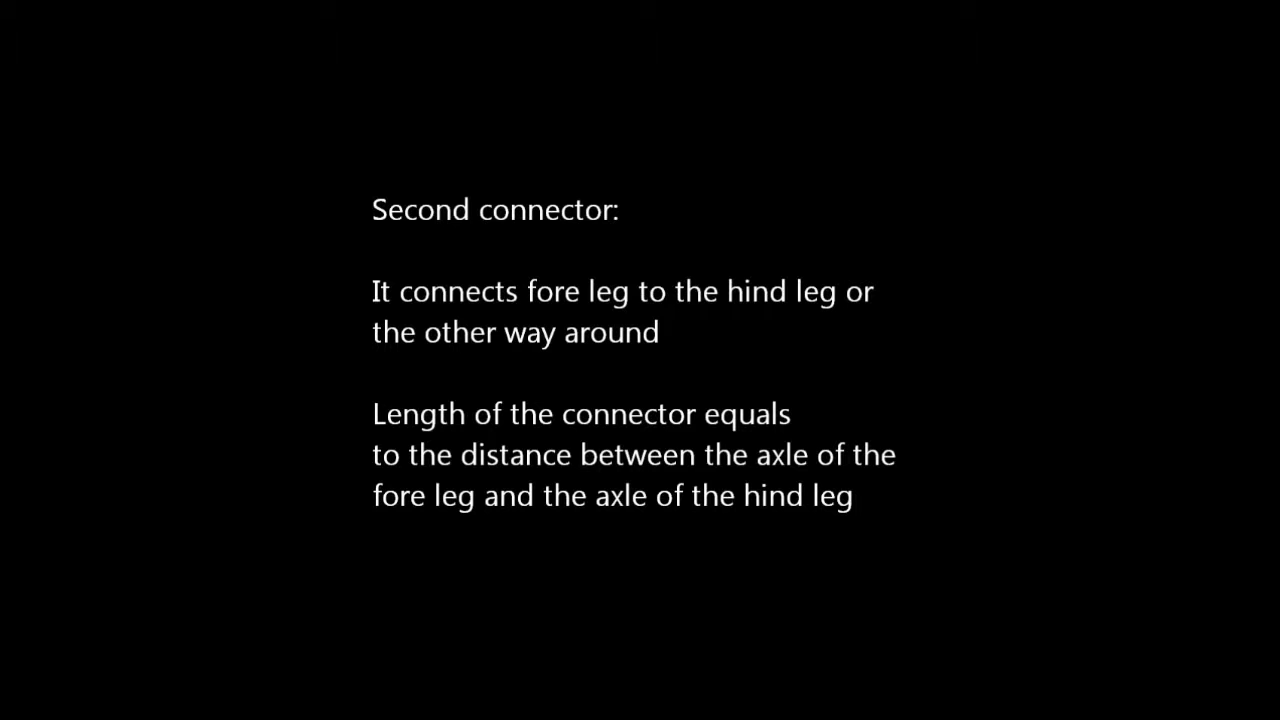 Second connector:
It connects fore leg to the hind leg or
the other way around
Length of the connector equals
to the distance between the axle of the
fore leg and the axle of the hind leg